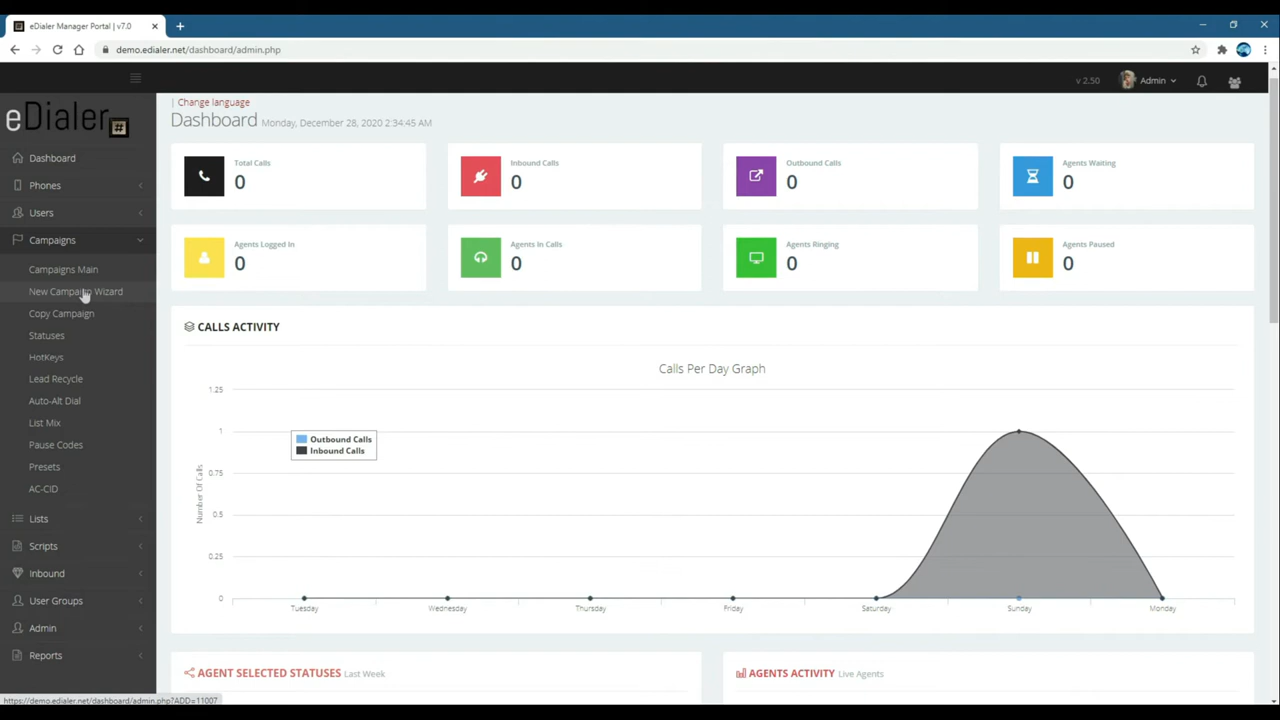 eDialer Manager Portal | v7.0
demo.edialer.net/dashboard/admin.php
v 2.50
Admin
eDialer #
| Change language
Dashboard Monday, December 28, 2020 2:34:45 AM
Dashboard
Phones
Users
Campaigns
Campaigns Main
New Campaign Wizard
Copy Campaign
Statuses
HotKeys
Lead Recycle
Auto-Alt Dial
List Mix
Pause Codes
Presets
AC-CID
Lists
Scripts
Inbound
User Groups
Admin
Reports
Total Calls
0
Inbound Calls
0
Outbound Calls
0
Agents Waiting
0
Agents Logged In
0
Agents In Calls
0
Agents Ringing
0
Agents Paused
0
CALLS ACTIVITY
Calls Per Day Graph
Number Of Calls
1.25
1
0.75
0.5
0.25
0
Outbound Calls
Inbound Calls
Tuesday Wednesday Thursday Friday Saturday Sunday Monday
AGENT SELECTED STATUSES Last Week
AGENTS ACTIVITY Live Agents
https://demo.edialer.net/dashboard/admin.php?ADD=11007